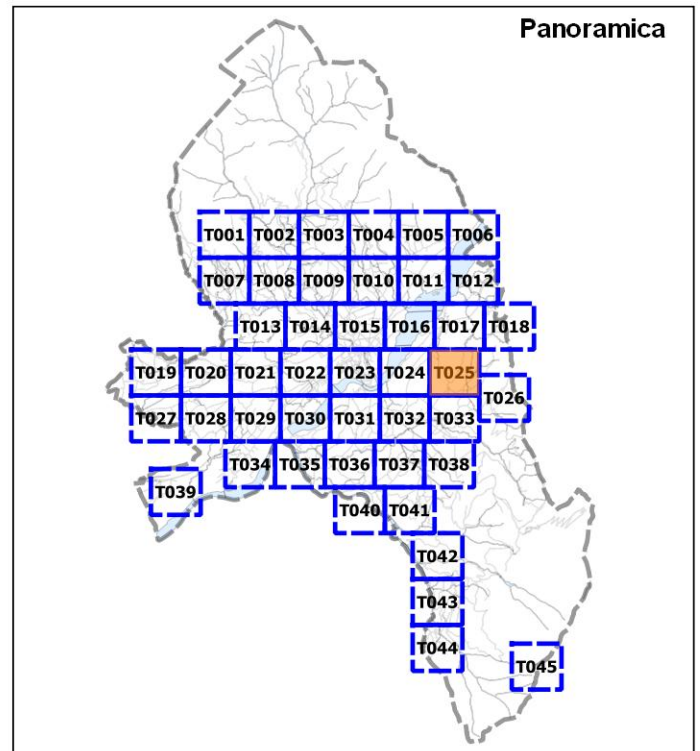 Panoramica
T001 T002 T003 T004 T005 T006
T007 T008 T009 T010 T011 T012
T013 T014 T015 T016 T017 T018
T019 T020 T021 T022 T023 T024 T025
T026
T027 T028 T029 T030 T031 T032 T033
T034 T035 T036 T037 T038
T039
T040 T041
T042
T043
T044
T045